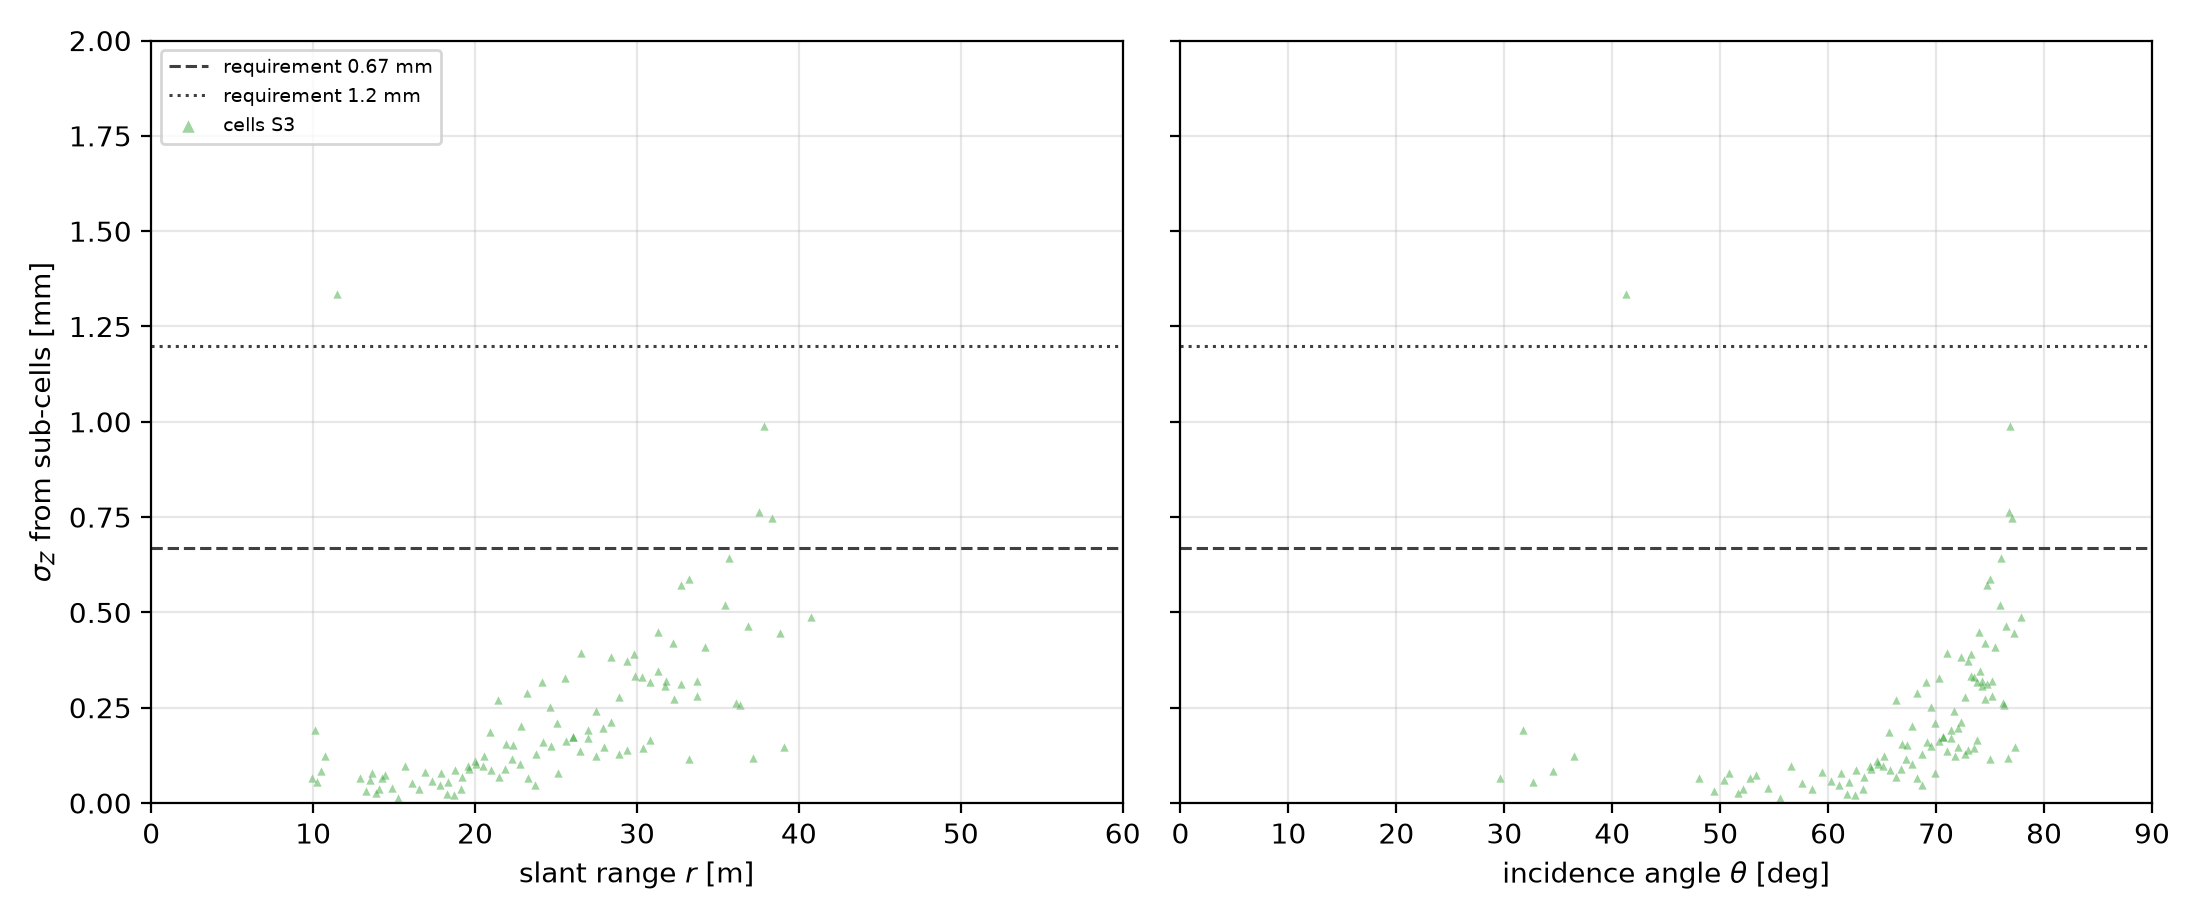 2.00
1.75
1.50
1.25
1.00
0.75
0.50
0.25
0.00
σZ from sub-cells [mm]
requirement 0.67 mm
requirement 1.2 mm
cells S3
0 10 20 30 40 50 60
slant range r [m]
0 10 20 30 40 50 60 70 80 90
incidence angle θ [deg]